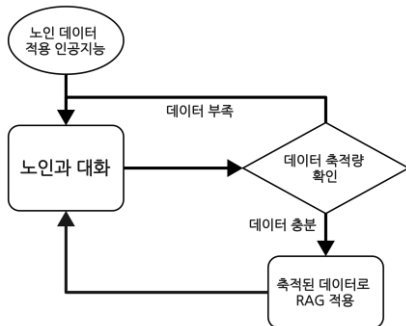 노인 데이터
적용 인공지능
데이터 부족
노인과 대화
데이터 축적량
확인
데이터 충분
축적된 데이터로
RAG 적용